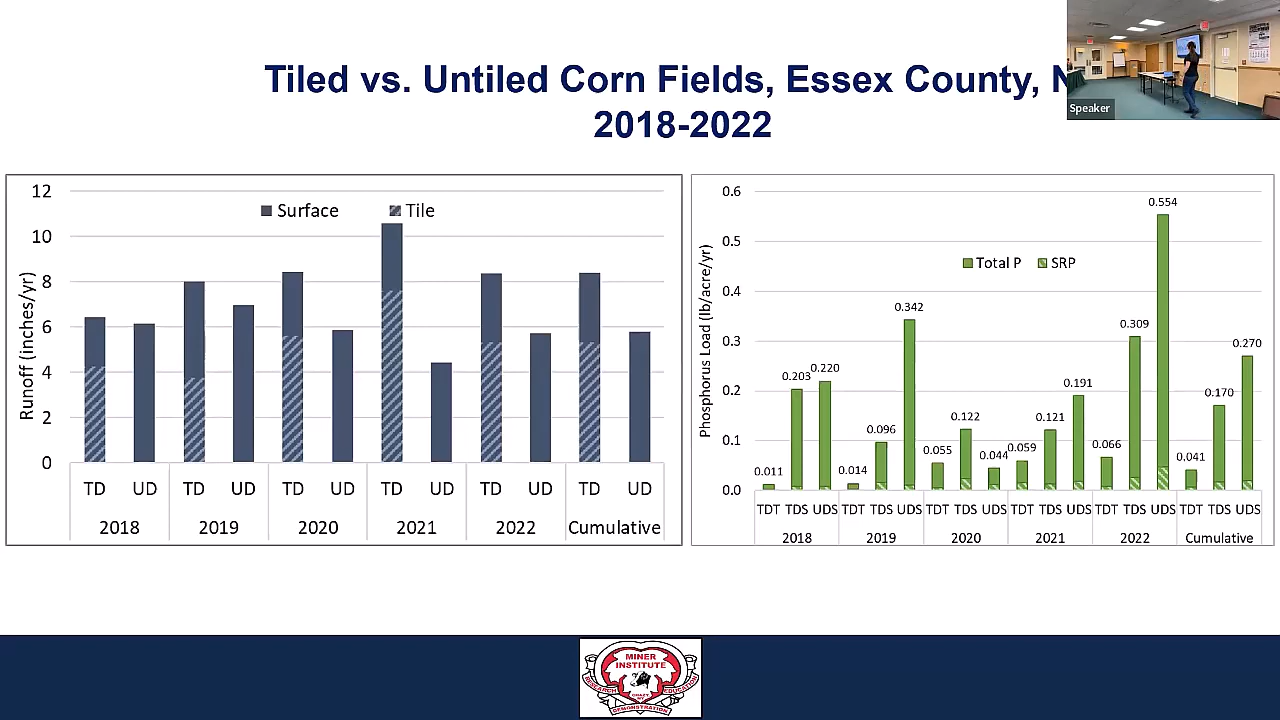 Tiled vs. Untiled Corn Fields, Essex County,
2018-2022
Speaker
12
10
8
6
4
2
0
Runoff (inches/yr)
Surface
Tile
TD UD TD UD TD UD TD UD TD UD TD UD
2018 2019 2020 2021 2022 Cumulative
0.6
0.5
0.4
0.3
0.2
0.1
0.0
Phosphorus Load (lb/acre/yr)
Total P
SRP
0.011 0.203 0.220
0.014 0.096 0.342
0.055 0.122 0.044
0.059 0.121 0.191
0.066 0.309 0.554
0.041 0.170 0.270
TDT TDS UDS TDT TDS UDS TDT TDS UDS TDT TDS UDS TDT TDS UDS TDT TDS UDS
2018 2019 2020 2021 2022 Cumulative
MINER
INSTITUTE
RESEARCH
EDUCATION
DEMONSTRATION